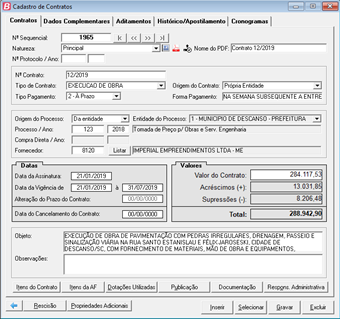 Cadastro de Contratos
Contratos Dados Complementares Aditamentos Histórico/Apostilamento Cronogramas
Nº Sequencial: 1965 |< << >> >|
Natureza: Principal Nome do PDF: Contrato 12/2019
Nº Protocolo / Ano:
Nº Contrato: 12/2019
Tipo de Contrato: EXECUCAO DE OBRA Origem do Contrato: Própria Entidade
Tipo Pagamento: 2 - A Prazo Forma Pagamento: NA SEMANA SUBSEQUENTE A ENTRE
Origem do Processo: Da entidade Entidade do Processo: 1 - MUNICIPIO DE DESCANSO - PREFEITURA
Processo / Ano: 123 2018 Tomada de Preço p/ Obras e Serv. Engenharia
Compra Direta / Ano:
Fornecedor: 8120 Listar IMPERIAL EMPREENDIMENTOS LTDA - ME
Datas Valores
Data da Assinatura: 21/01/2019 Valor do Contrato: 284.117,53
Data da Vigência de 21/01/2019 à 31/07/2019 Acréscimos (+): 13.031,85
Alteração do Prazo do Contrato: 00/00/0000 Supressões (-): 8.206,48
Data do Cancelamento do Contrato: 00/00/0000 Total: 288.942,90
Objeto: EXECUÇÃO DE OBRA DE PAVIMENTAÇÃO COM PEDRAS IRREGULARES, DRENAGEM, PASSEIO E
SINALIZAÇÃO VIÁRIA NA RUA SANTO ESTANISLAU E FÉLIX JAROSESKI, CIDADE DE
DESCANSO/SC, COM FORNECIMENTO DE MATERIAIS, MÃO DE OBRA E EQUIPAMENTOS,
Observações:
Itens do Contrato Itens da AF Dotações Utilizadas Publicação Documentação Respgns. Administrativa
Rescisão Propriedades Adicionais Inserir Selecionar Gravar Excluir